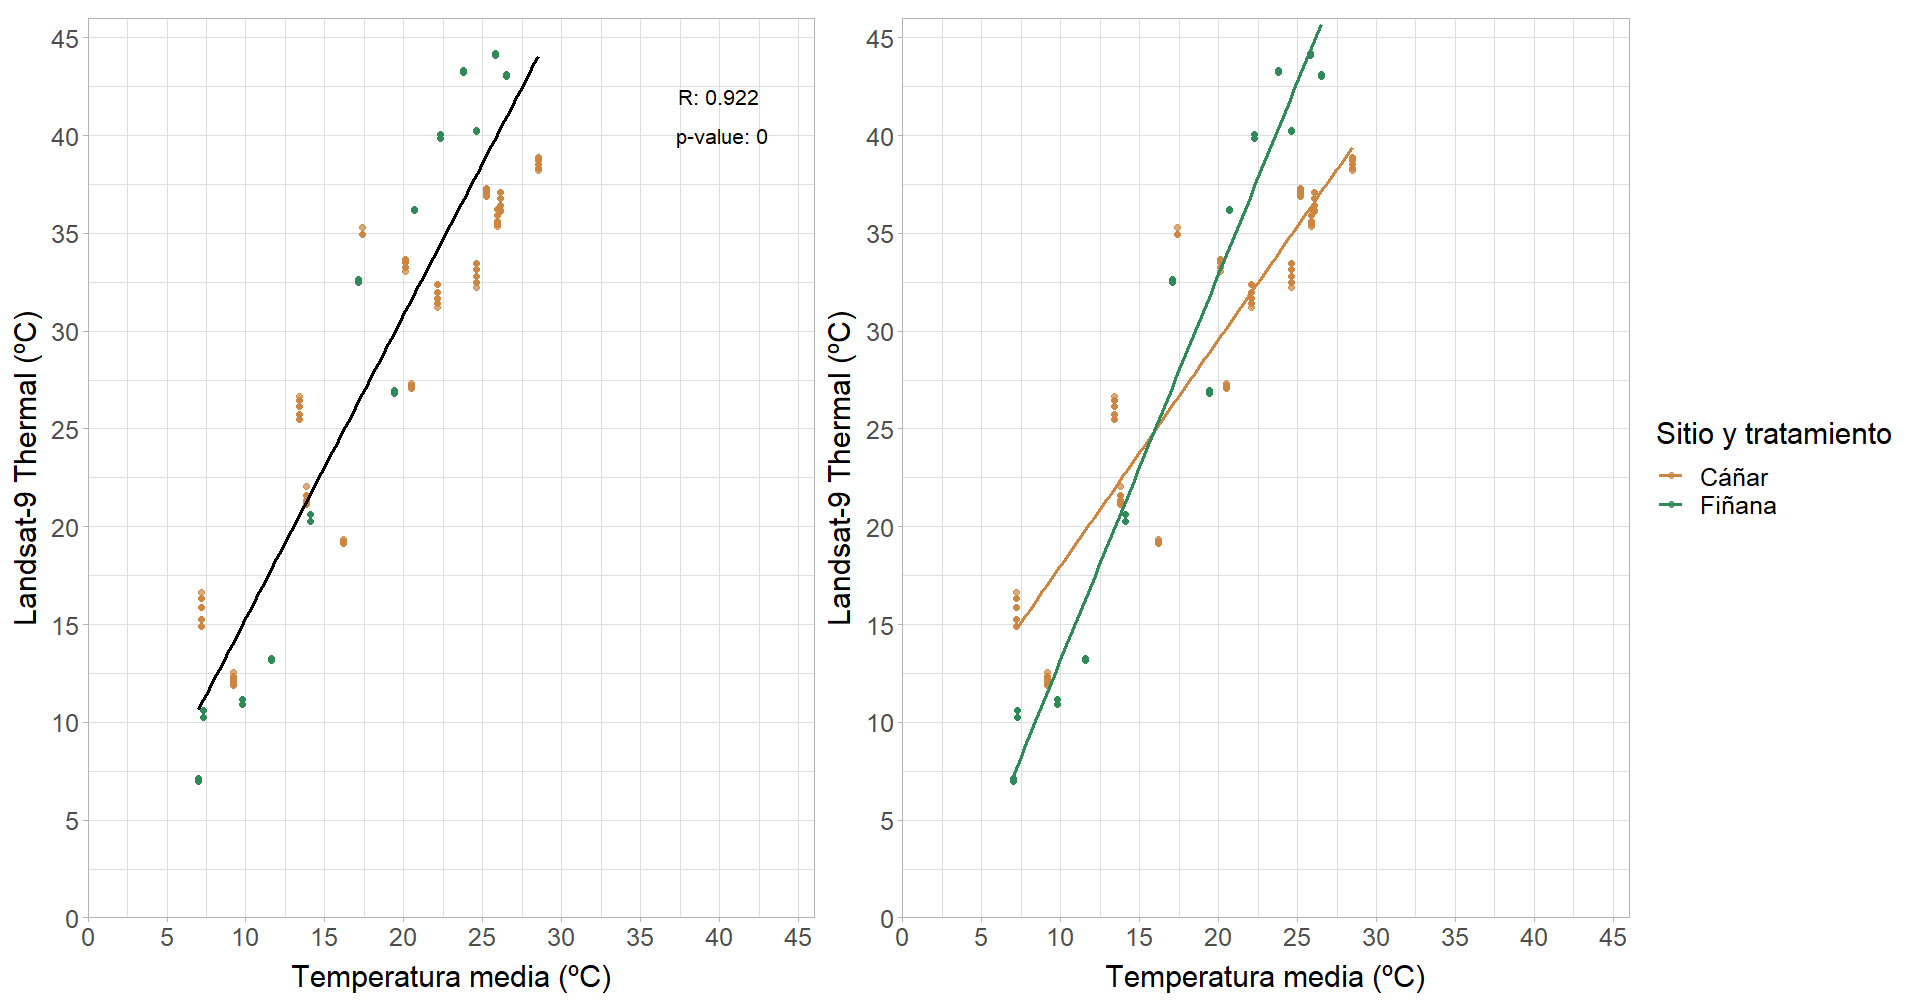 45
40
35
30
25
20
15
10
5
0
0 5 10 15 20 25 30 35 40 45
Landsat-9 Thermal (ºC)
Temperatura media (ºC)
R: 0.922
p-value: 0
45
40
35
30
25
20
15
10
5
0
0 5 10 15 20 25 30 35 40 45
Landsat-9 Thermal (ºC)
Temperatura media (ºC)
Sitio y tratamiento
Cáñar
Fiñana